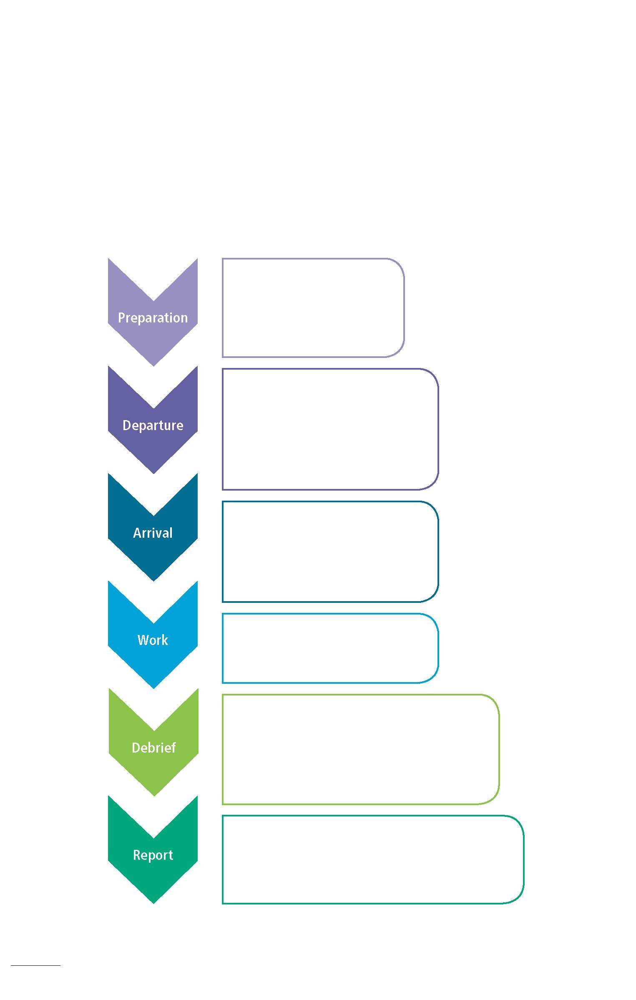 Preparation
Departure
Arrival
Work
Debrief
Report